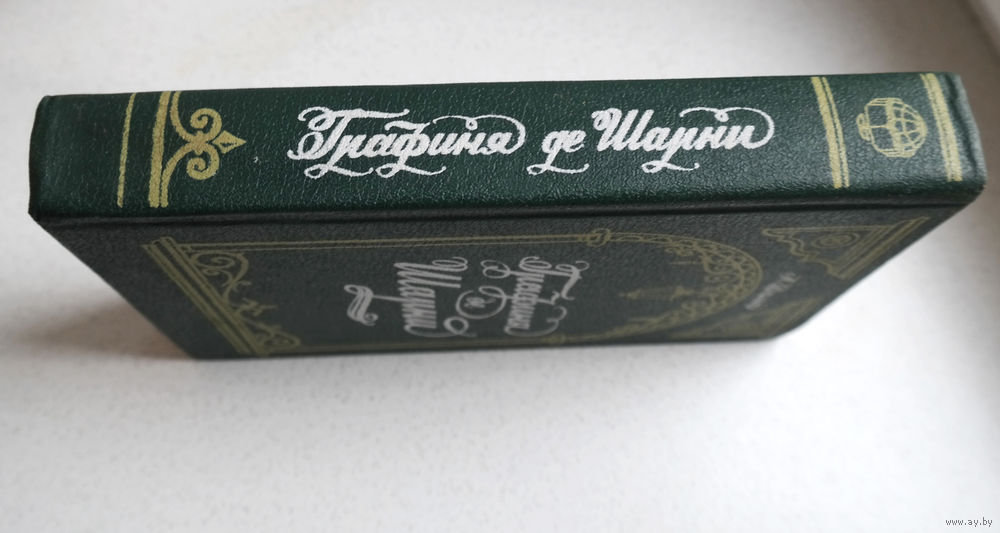 Графиня де Шарни
Графиня
де
Шарни
www.ay.by